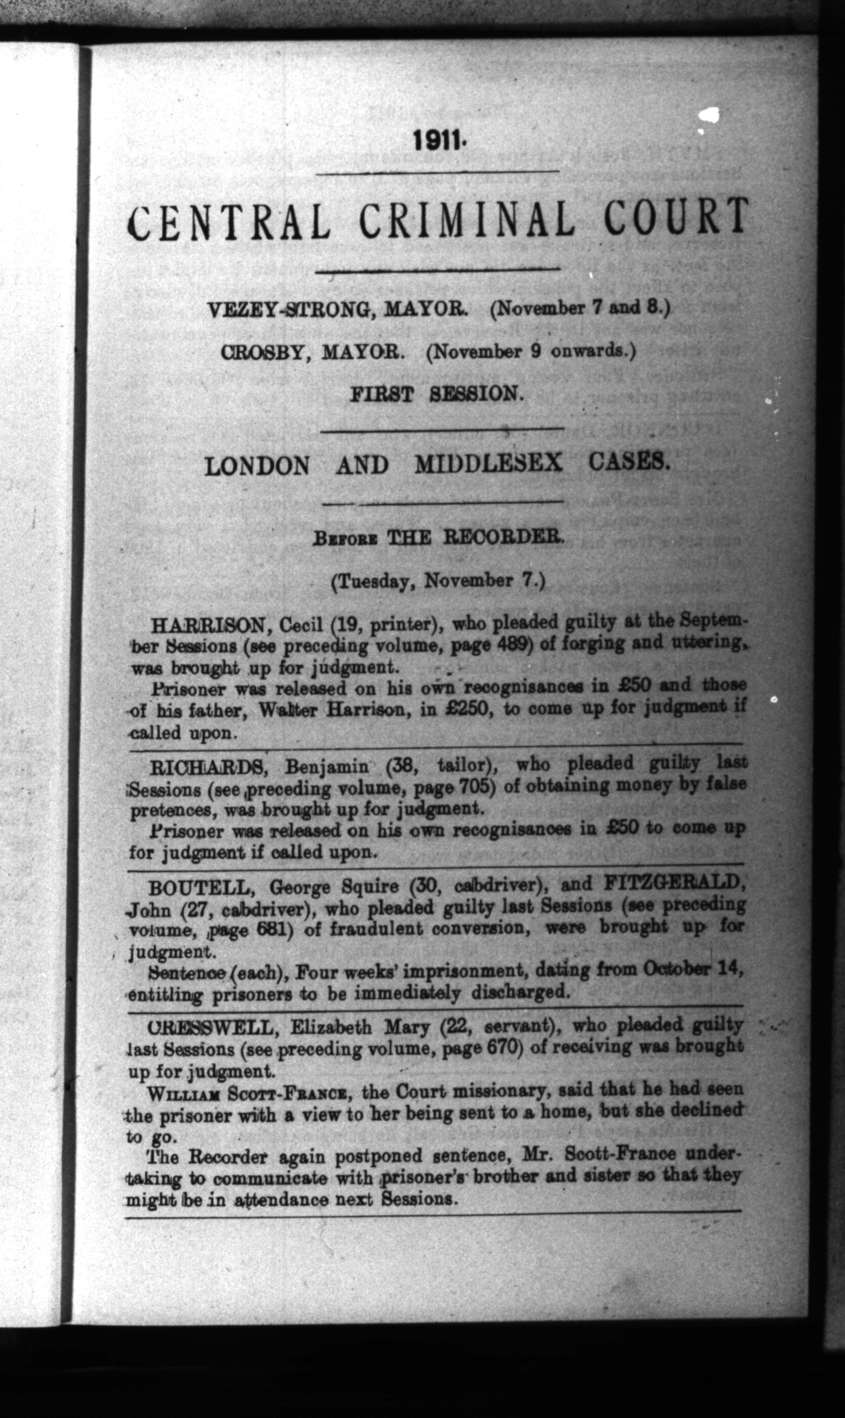 1911.
CENTRAL CRIMINAL COURT
VEZEY-STRONG, MAYOR. (November 7 and 8.)
CROSBY, MAYOR. (November 9 onwards.)
FIRST SESSION.
LONDON AND MIDDLESEX CASES.
BEFORE THE RECORDER.
(Tuesday, November 7.)
HARRISON, Cecil (19, printer), who pleaded guilty at the Septem-
ber Sessions (see preceding volume, page 489) of forging and uttering,
was brought up for judgment.
Prisoner was released on his own recognisances in £50 and those
of his father, Walter Harrison, in £250, to come up for judgment if
called upon.
RICHARDS, Benjamin (38, tailor), who pleaded guilty last
Sessions (see preceding volume, page 705) of obtaining money by false
pretences, was brought up for judgment.
Prisoner was released on his own recognisances in £50 to come up
for judgment if called upon.
BOUTELL, George Squire (30, cabdriver), and FITZGERALD,
John (27, cabdriver), who pleaded guilty last Sessions (see preceding
volume, page 681) of fraudulent conversion, were brought up for
judgment.
Sentence (each), Four weeks' imprisonment, dating from October 14,
entitling prisoners to be immediately discharged.
CRESSWELL, Elizabeth Mary (22, servant), who pleaded guilty
last Sessions (see preceding volume, page 670) of receiving was brought
up for judgment.
WILLIAM SCOTT-FRANCE, the Court missionary, said that he had seen
the prisoner with a view to her being sent to a home, but she declined
to go.
The Recorder again postponed sentence, Mr. Scott-France under-
taking to communicate with prisoner's brother and sister so that they
might be in attendance next Sessions.